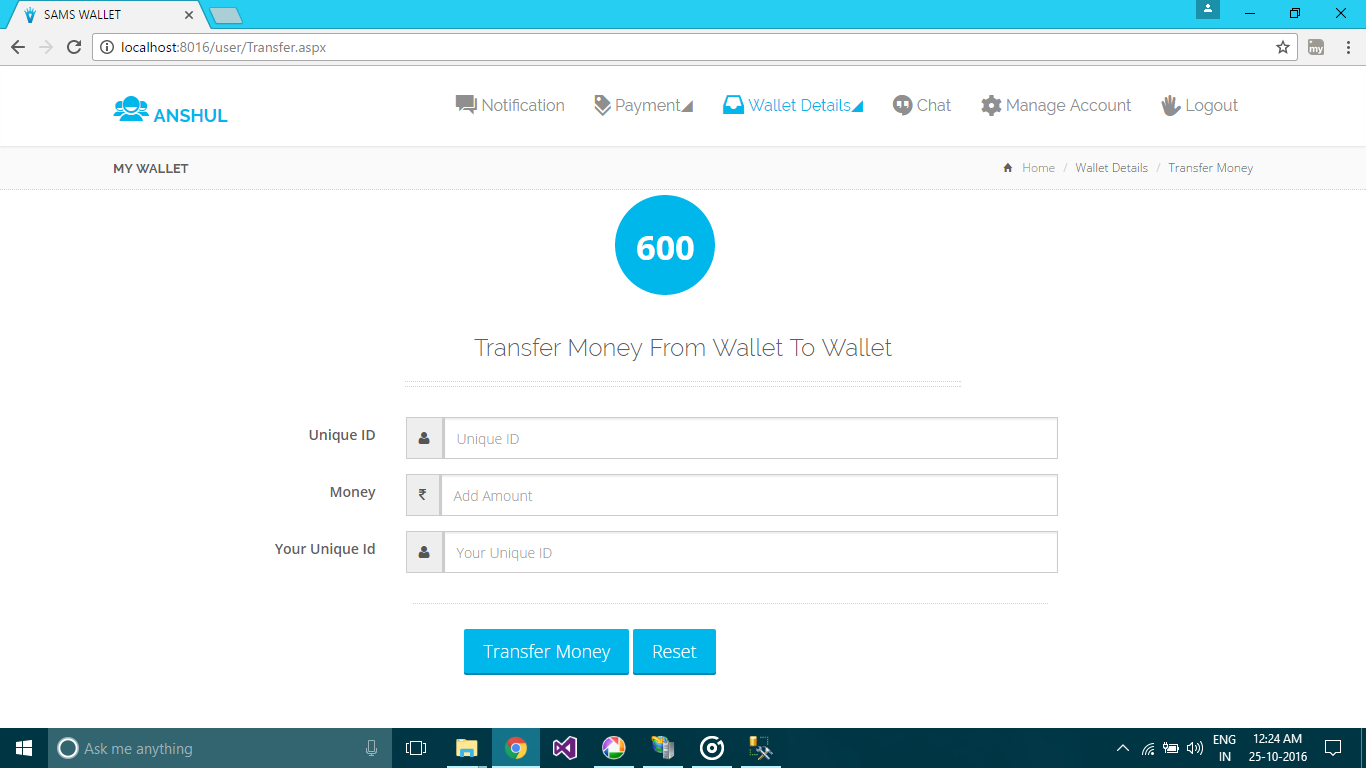 SAMS WALLET
localhost:8016/user/Transfer.aspx
my
ANSHUL
Notification
Payment
Wallet Details
Chat
Manage Account
Logout
MY WALLET
Home / Wallet Details / Transfer Money
600
Transfer Money From Wallet To Wallet
Unique ID
Unique ID
Money
₹
Add Amount
Your Unique Id
Your Unique ID
Transfer Money
Reset
Ask me anything
ENG
IN
12:24 AM
25-10-2016